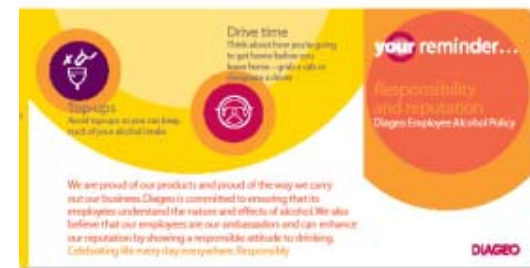 Drive time
Think about how you're going
to get home before you
leave home – grab a cab or
designate a driver
Top-ups
Avoid top-ups so you can keep
track of your alcohol intake
We are proud of our products and proud of the way we carry
out our business. Diageo is committed to ensuring that its
employees understand the nature and effects of alcohol. We also
believe that our employees are our ambassadors and can enhance
our reputation by showing a responsible attitude to drinking.
Celebrating life every day, everywhere. Responsibly
your reminder...
Responsibility
and reputation
Diageo Employee Alcohol Policy
DIAGEO